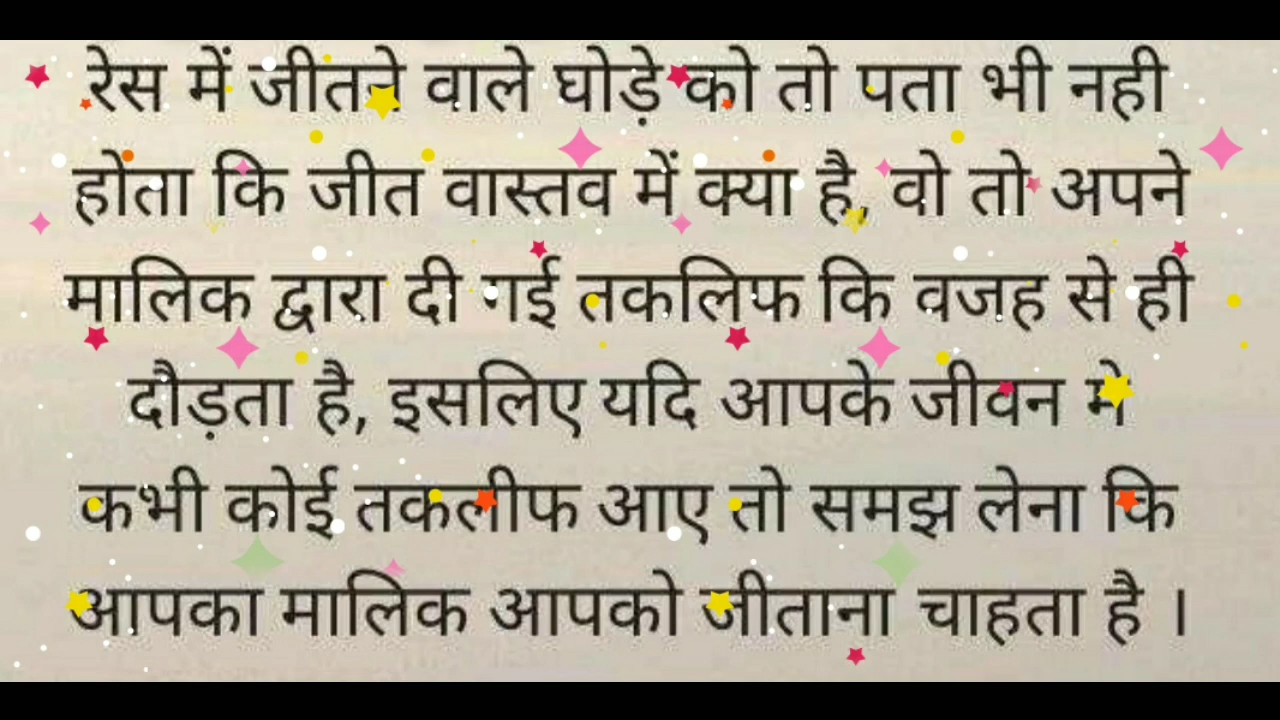 रेस में जीतने वाले घोड़े को तो पता भी नही
होता कि जीत वास्तव में क्या है, वो तो अपने
मालिक द्वारा दी गई तकलिफ कि वजह से ही
दौड़ता है, इसलिए यदि आपके जीवन मे
कभी कोई तकलीफ आए तो समझ लेना कि
आपका मालिक आपको जीताना चाहता है ।